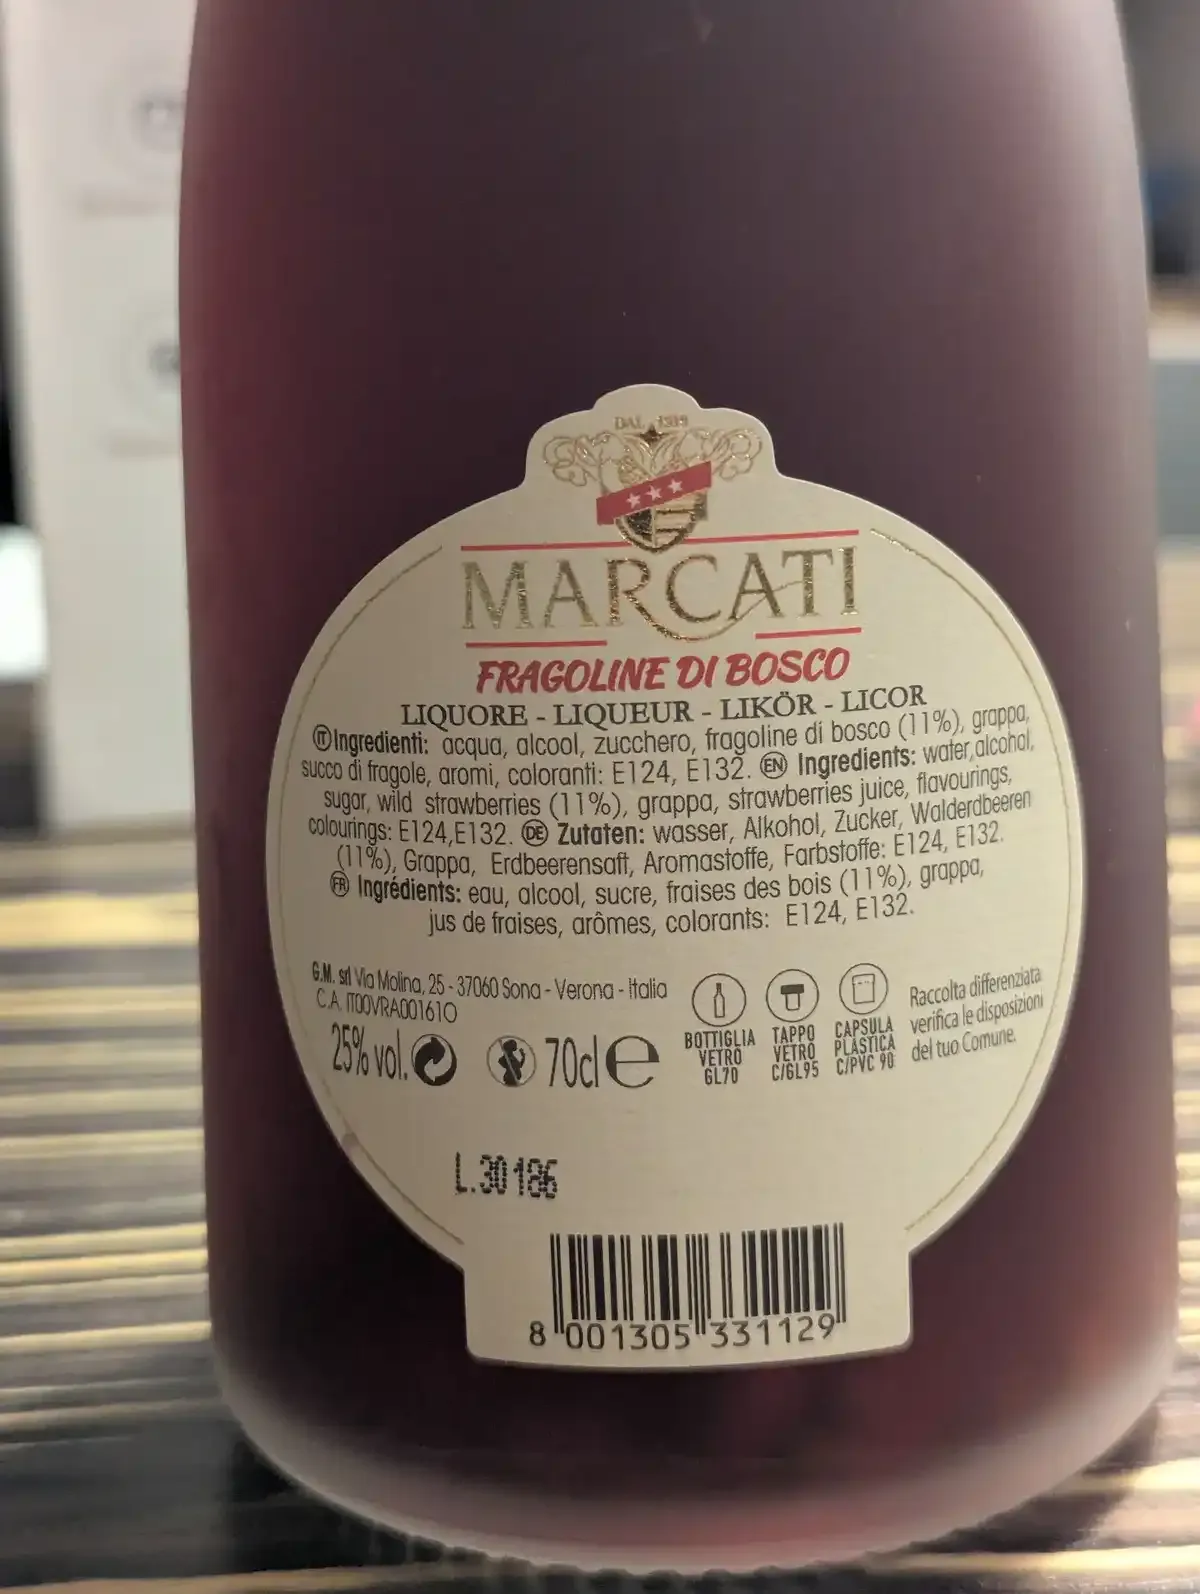 DAL 1919
MARCATI
FRAGOLINE DI BOSCO
LIQUORE - LIQUEUR - LIKÖR - LICOR
IT Ingredienti: acqua, alcool, zucchero, fragoline di bosco (11%), grappa,
succo di fragole, aromi, coloranti: E124, E132. EN Ingredients: water, alcohol,
sugar, wild strawberries (11%), grappa, strawberries juice, flavourings,
colourings: E124,E132. DE Zutaten: wasser, Alkohol, Zucker, Walderdbeeren
(11%), Grappa, Erdbeerensaft, Aromastoffe, Farbstoffe: E124, E132.
FR Ingrédients: eau, alcool, sucre, fraises des bois (11%), grappa,
jus de fraises, arômes, colorants: E124, E132.
G.M. srl Via Molina, 25 - 37060 Sona - Verona - Italia
C.A. IT00VRA00161O
25% vol. 70cl e
BOTTIGLIA
VETRO
GL70
TAPPO
VETRO
C/GL95
CAPSULA
PLASTICA
C/PVC 90
Raccolta differenziata
verifica le disposizioni
del tuo Comune.
L.30186
8 001305 331129